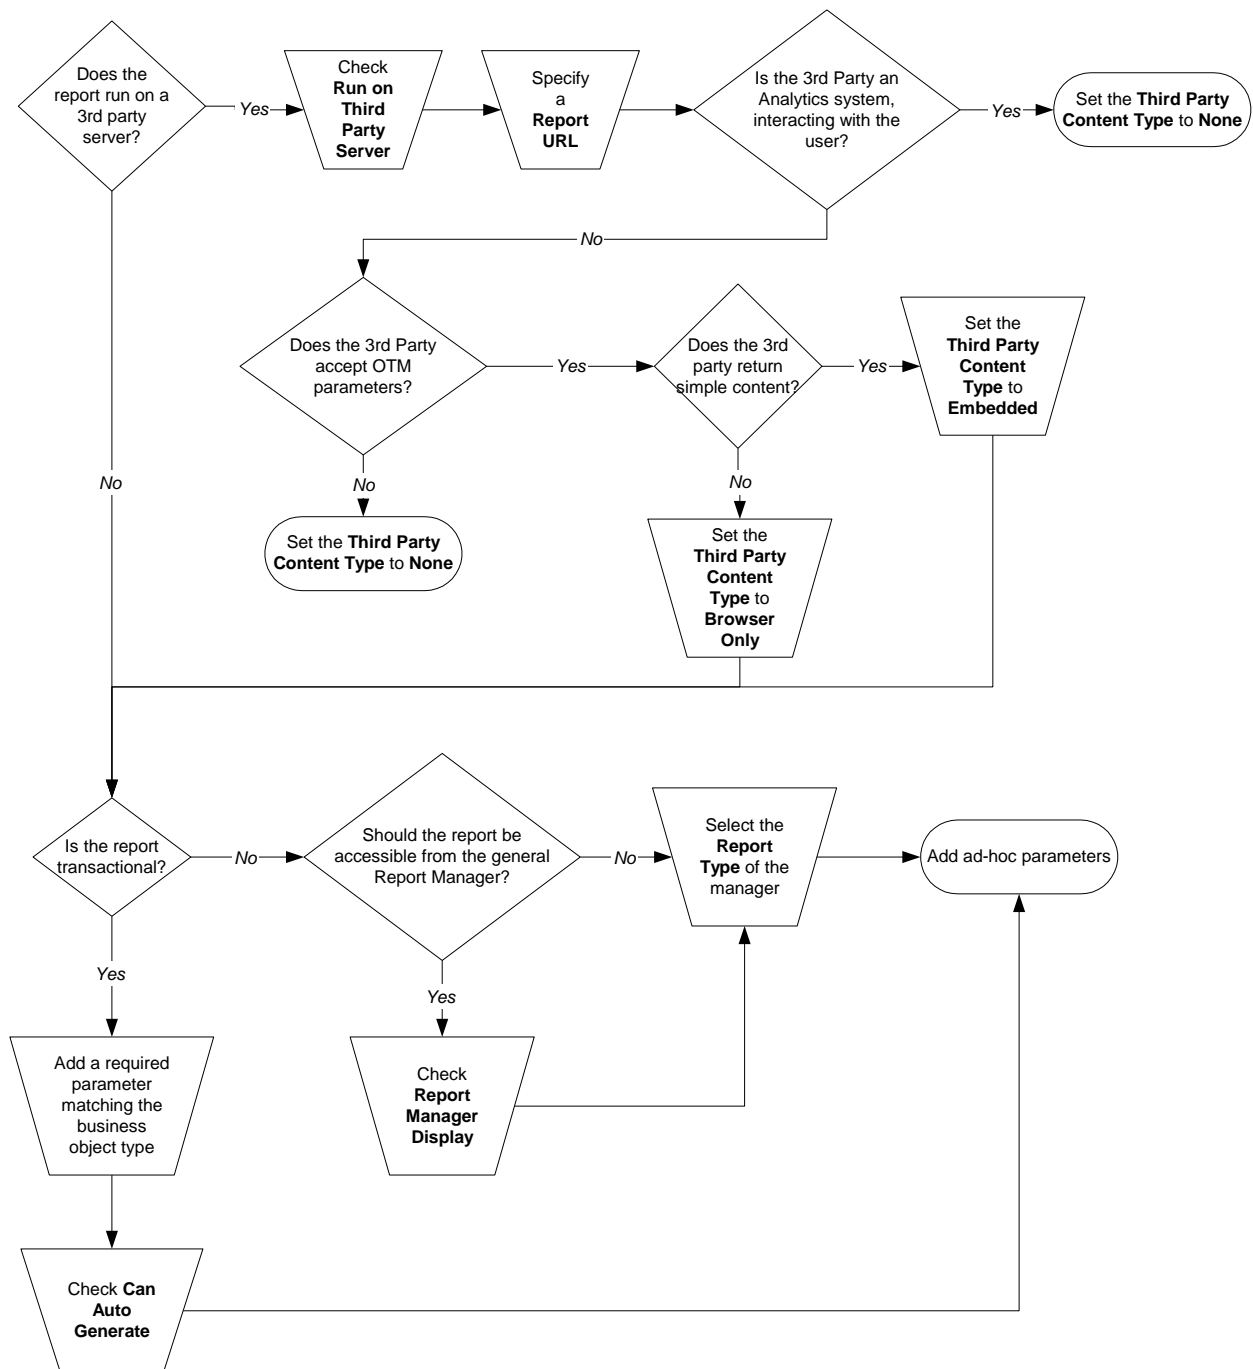 Does the
report run on a
3rd party
server?
Yes
Check
Run on
Third
Party
Server
Specify
a
Report
URL
Is the 3rd Party an
Analytics system,
interacting with the
user?
Yes
Set the Third Party
Content Type to None
No
Does the 3rd Party
accept OTM
parameters?
Yes
Does the 3rd
party return
simple content?
Yes
Set the
Third Party
Content
Type to
Embedded
No
No
No
Set the Third Party
Content Type to None
Set the
Third Party
Content
Type to
Browser
Only
Is the report
transactional?
No
Should the report be
accessible from the general
Report Manager?
No
Select the
Report
Type of the
manager
Add ad-hoc parameters
Yes
Yes
Add a required
parameter
matching the
business
object type
Check
Report
Manager
Display
Check Can
Auto
Generate